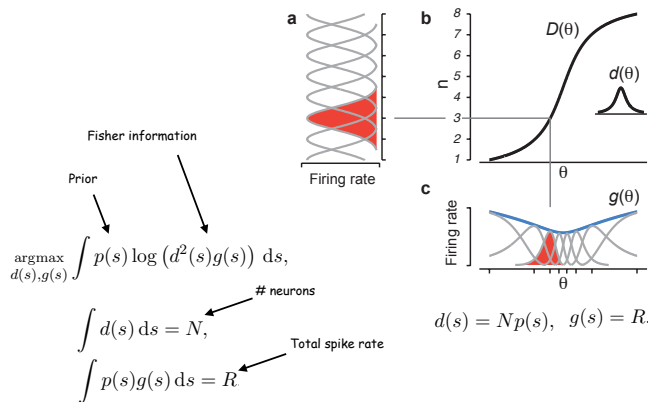 a
Firing rate
b
n
8
7
6
5
4
3
2
1
D(θ)
d(θ)
θ
c
Firing rate
g(θ)
θ
Fisher information
Prior
argmax d(s),g(s) ∫ p(s) log (d²(s)g(s)) ds,
# neurons
∫ d(s) ds = N,
Total spike rate
∫ p(s)g(s) ds = R
d(s) = Np(s), g(s) = R.